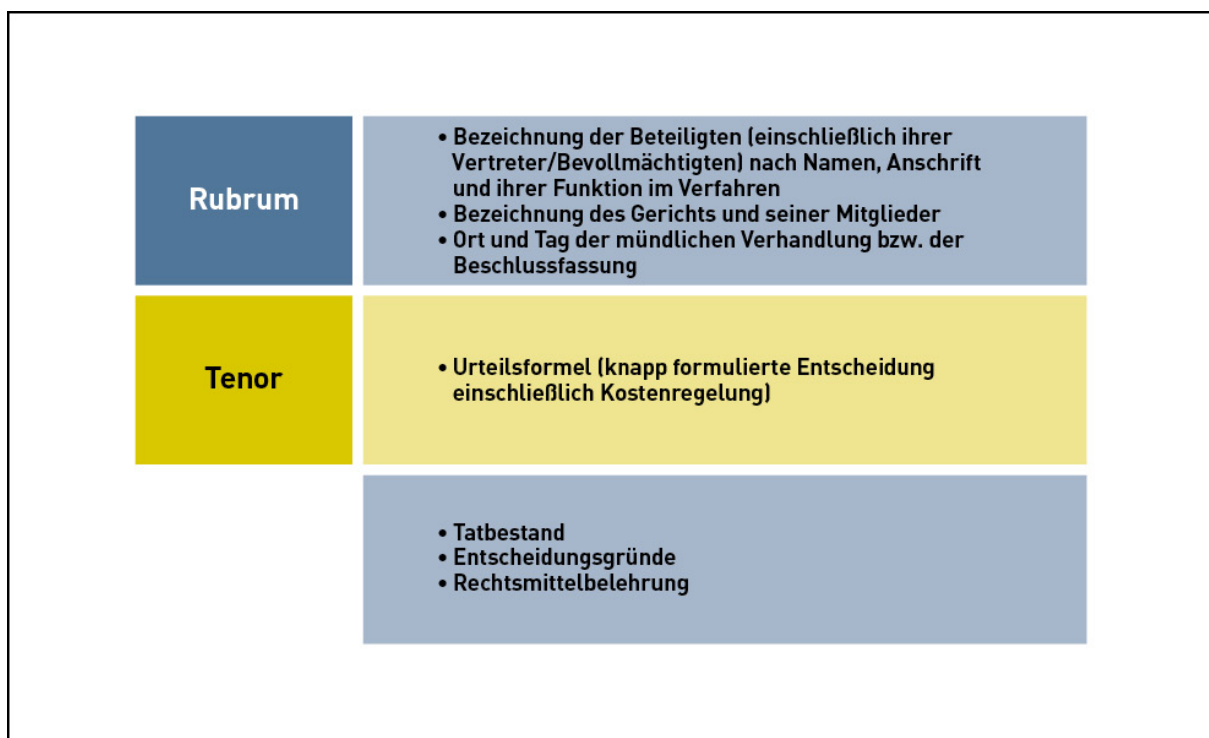 Rubrum
• Bezeichnung der Beteiligten (einschließlich ihrer
Vertreter/Bevollmächtigten) nach Namen, Anschrift
und ihrer Funktion im Verfahren
• Bezeichnung des Gerichts und seiner Mitglieder
• Ort und Tag der mündlichen Verhandlung bzw. der
Beschlussfassung
Tenor
• Urteilsformel (knapp formulierte Entscheidung
einschließlich Kostenregelung)
• Tatbestand
• Entscheidungsgründe
• Rechtsmittelbelehrung